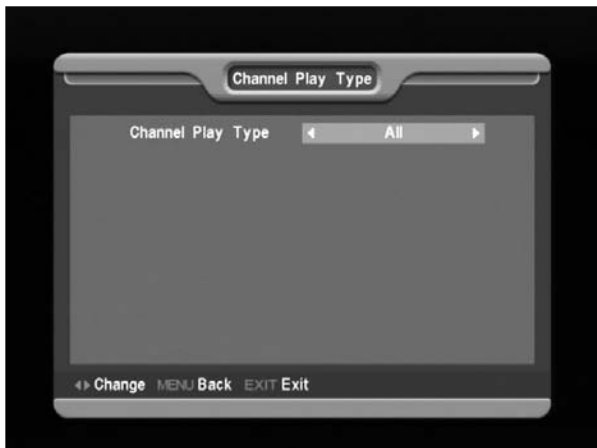 Channel Play Type
Channel Play Type All
Change MENU Back EXIT Exit